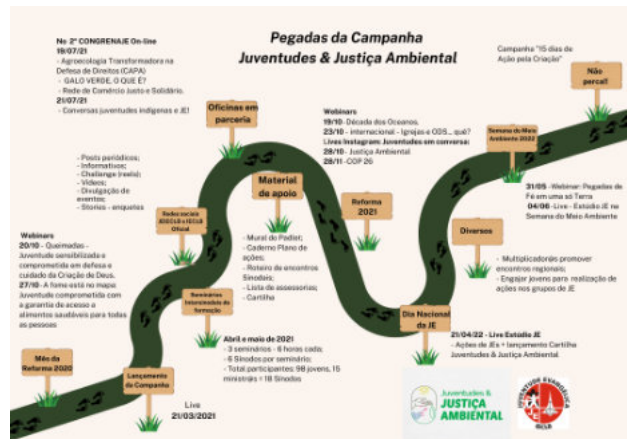 Pegadas da Campanha
Juventudes & Justiça Ambiental
No 2º CONGRENAJE On-line
19/07/21
- Agroecologia Transformadora na
Defesa de Direitos (CAPA)
- GALO VERDE, O QUE É?
- Rede de Comércio Justo e Solidário.
21/07/21
- Conversas juventudes indígenas e JE!
Campanha "15 dias de
Ação pela Criação"
Não
perca!!
Oficinas em
parceria
Webinars
19/10- Década dos Oceanos.
23/10 - internacional - Igrejas e ODS... quê?
Lives Instagram: Juventudes em conversa:
28/10- Justiça Ambiental
28/11 -COP 26
Semana do Meio
Ambiente 2022
- Posts periódicos;
- Informativos;
- Challenge (reels);
- Vídeos;
- Divulgação de
eventos;
- Stories - enquetes
Material
de apoio
Reforma
2021
31/05 -Webinar: Pegadas de
Fé em uma só Terra
04/06 -Live - Estúdio JE na
Semana do Meio Ambiente
Redes sociais
JEIECLB e IECLB
Oficial
Diversos
Webinars
20/10 - Queimadas -
Juventude sensibilizada e
comprometida em defesa e
cuidado da Criação de Deus.
27/10- A fome está no mapa:
Juventude comprometida com
a garantia de acesso a
alimentos saudáveis para todas
as pessoas
- Mural do Padlet;
- Caderno Plano de
ações;
- Roteiro de encontros
Sinodais;
- Lista de assessorias;
- Cartilha
- Multiplicadorɘs promover
encontros regionais;
- Engajar jovens para realização de
ações nos grupos de JE
Seminários
Intersinodais de
formação
Dia Nacional
da JE
Abril e maio de 2021
- 3 seminários - 6 horas cada;
- 6 Sínodos por seminário;
- Total participantes: 98 jovens, 15
ministrɘs = 18 Sínodos
21/04/22 - Live Estúdio JE
- Ações de JEs + lançamento Cartilha
Juventudes & Justiça Ambiental
Mês da
Reforma 2020
Lançamento
da Campanha
Live
21/03/2021
Juventudes &
JUSTIÇA
AMBIENTAL
JUVENTUDE EVANGÉLICA
IECLB